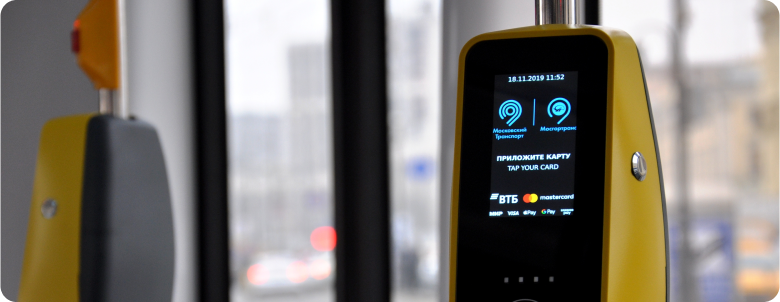 18.11.2019 11:52
Московский Транспорт
Мосгортранс
ПРИЛОЖИТЕ КАРТУ
TAP YOUR CARD
ВТБ mastercard
МИР VISA Pay G Pay pay